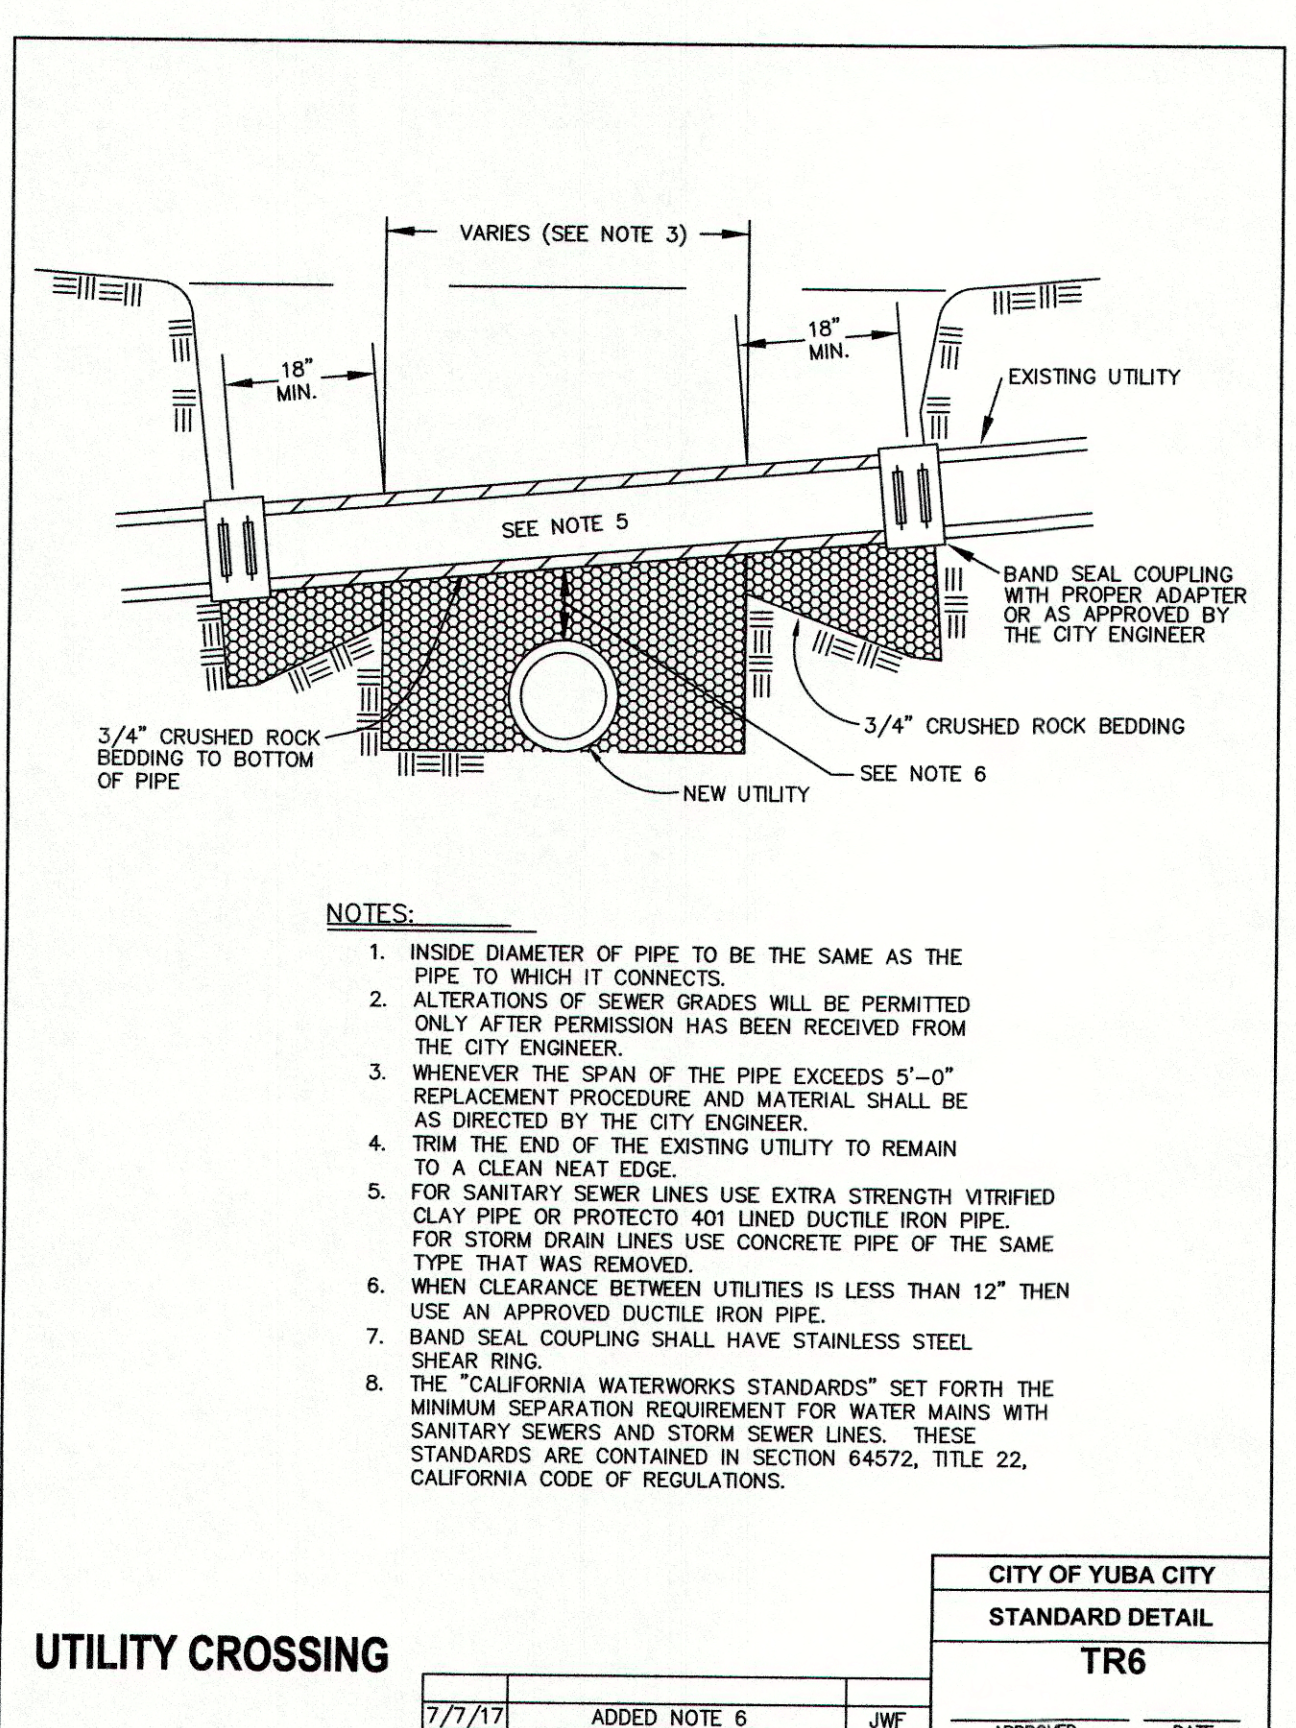 VARIES (SEE NOTE 3)
18"
MIN.
18"
MIN.
EXISTING UTILITY
SEE NOTE 5
BAND SEAL COUPLING
WITH PROPER ADAPTER
OR AS APPROVED BY
THE CITY ENGINEER
3/4" CRUSHED ROCK
BEDDING TO BOTTOM
OF PIPE
3/4" CRUSHED ROCK BEDDING
SEE NOTE 6
NEW UTILITY
NOTES:
1. INSIDE DIAMETER OF PIPE TO BE THE SAME AS THE
PIPE TO WHICH IT CONNECTS.
2. ALTERATIONS OF SEWER GRADES WILL BE PERMITTED
ONLY AFTER PERMISSION HAS BEEN RECEIVED FROM
THE CITY ENGINEER.
3. WHENEVER THE SPAN OF THE PIPE EXCEEDS 5'-0"
REPLACEMENT PROCEDURE AND MATERIAL SHALL BE
AS DIRECTED BY THE CITY ENGINEER.
4. TRIM THE END OF THE EXISTING UTILITY TO REMAIN
TO A CLEAN NEAT EDGE.
5. FOR SANITARY SEWER LINES USE EXTRA STRENGTH VITRIFIED
CLAY PIPE OR PROTECTO 401 LINED DUCTILE IRON PIPE.
FOR STORM DRAIN LINES USE CONCRETE PIPE OF THE SAME
TYPE THAT WAS REMOVED.
6. WHEN CLEARANCE BETWEEN UTILITIES IS LESS THAN 12" THEN
USE AN APPROVED DUCTILE IRON PIPE.
7. BAND SEAL COUPLING SHALL HAVE STAINLESS STEEL
SHEAR RING.
8. THE "CALIFORNIA WATERWORKS STANDARDS" SET FORTH THE
MINIMUM SEPARATION REQUIREMENT FOR WATER MAINS WITH
SANITARY SEWERS AND STORM SEWER LINES. THESE
STANDARDS ARE CONTAINED IN SECTION 64572, TITLE 22,
CALIFORNIA CODE OF REGULATIONS.
UTILITY CROSSING
CITY OF YUBA CITY
STANDARD DETAIL
TR6
7/7/17 ADDED NOTE 6 JWF